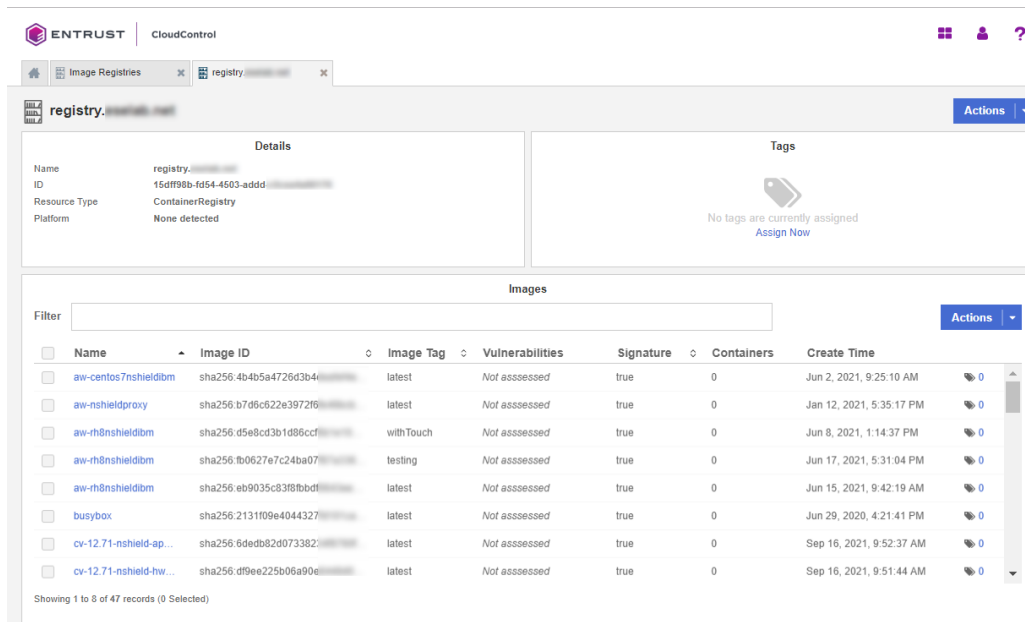 ENTRUST CloudControl ?
Image Registries registry.
registry. Actions
Details
Name registry.
ID 15dff98b-fd54-4503-addd-
Resource Type ContainerRegistry
Platform None detected
Tags
No tags are currently assigned
Assign Now
Images
Filter Actions
Name Image ID Image Tag Vulnerabilities Signature Containers Create Time
aw-centos7nshieldibm sha256:4b4b5a4726d3b4 latest Not asssessed true 0 Jun 2, 2021, 9:25:10 AM 0
aw-nshieldproxy sha256:b7d6c622e3972f6 latest Not asssessed true 0 Jan 12, 2021, 5:35:17 PM 0
aw-rh8nshieldibm sha256:d5e8cd3b1d86ccf withTouch Not asssessed true 0 Jun 8, 2021, 1:14:37 PM 0
aw-rh8nshieldibm sha256:fb0627e7c24ba07 testing Not asssessed true 0 Jun 17, 2021, 5:31:04 PM 0
aw-rh8nshieldibm sha256:eb9035c83f8fbbdf latest Not asssessed true 0 Jun 15, 2021, 9:42:19 AM 0
busybox sha256:2131f09e4044327 latest Not asssessed true 0 Jun 29, 2020, 4:21:41 PM 0
cv-12.71-nshield-ap... sha256:6dedb82d073382 latest Not asssessed true 0 Sep 16, 2021, 9:52:37 AM 0
cv-12.71-nshield-hw... sha256:df9ee225b06a90e latest Not asssessed true 0 Sep 16, 2021, 9:51:44 AM 0
Showing 1 to 8 of 47 records (0 Selected)